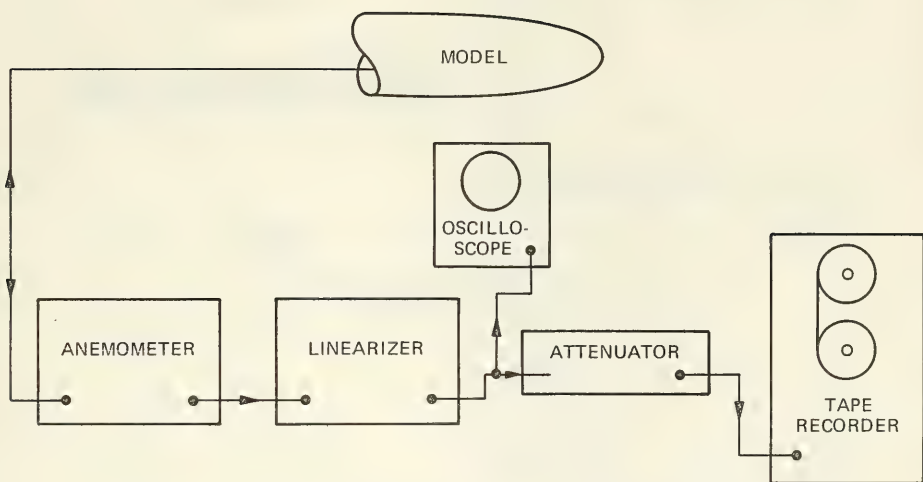 MODEL
OSCILLO-
SCOPE
ANEMOMETER
LINEARIZER
ATTENUATOR
TAPE
RECORDER